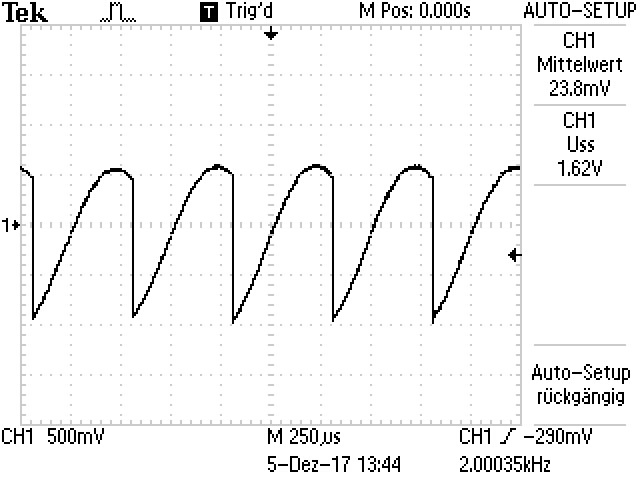 Tek T Trig'd M Pos: 0.000s AUTO-SETUP
CH1
Mittelwert
23.8mV
CH1
Uss
1.62V
1
Auto-Setup
rückgängig
CH1 500mV M 250µs CH1 -290mV
5-Dez-17 13:44 2.00035kHz